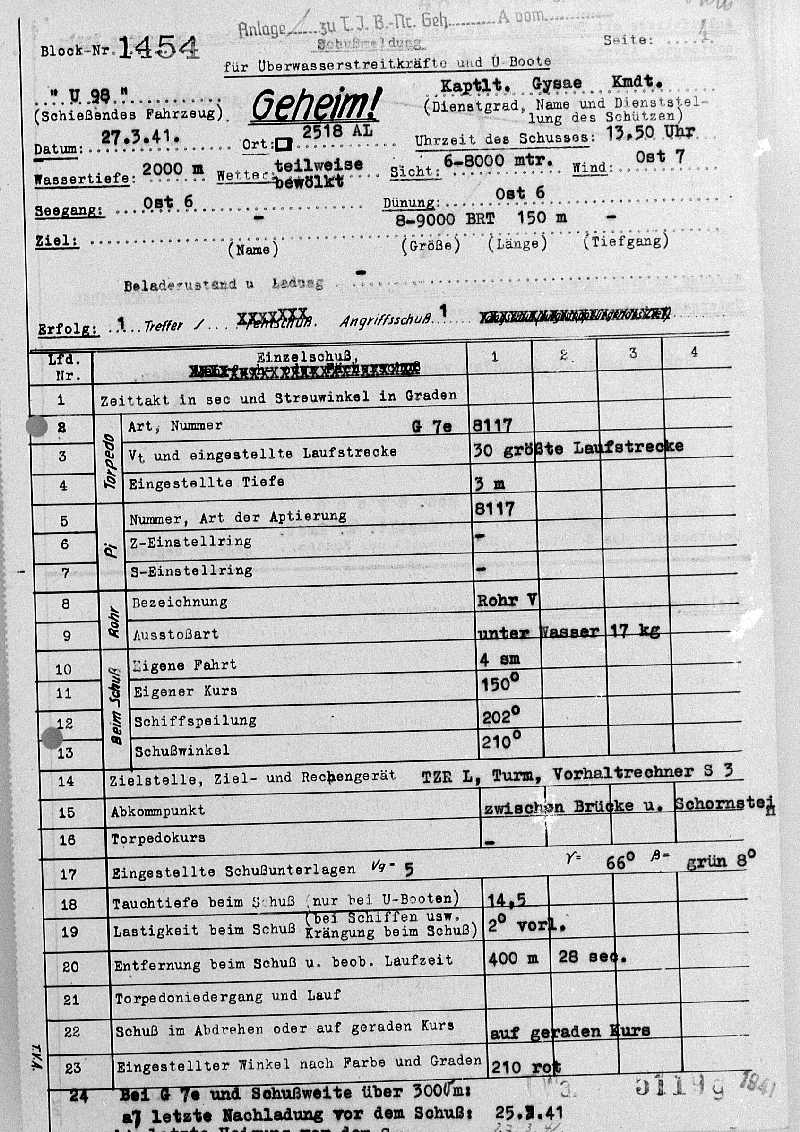 Anlage zu T. J. B.-Nr. Geh. A vom
Block-Nr. 1454 Schußmeldung Seite: 4
für Überwasserstreitkräfte und U-Boote
" U 98 " Geheim! Kaptlt. Gysae Kmdt.
(Schießendes Fahrzeug) (Dienstgrad, Name und Dienststel-
lung des Schützen)
Datum: 27.3.41. Ort: 2518 AL Uhrzeit des Schusses: 13.50 Uhr
Wassertiefe: 2000 m Wetter: teilweise bewölkt Sicht: 6-8000 mtr. Wind: Ost 7
Seegang: Ost 6 Dünung: Ost 6
Ziel: - 8-9000 BRT 150 m -
(Name) (Größe) (Länge) (Tiefgang)
Beladezustand u Ladung -
Erfolg: 1 Treffer / Angriffsschuß 1
Lfd. Nr. Einzelschuß, 1 2 3 4
1 Zeittakt in sec und Streuwinkel in Graden
Torpedo
2 Art, Nummer G 7e 8117
3 Vt und eingestellte Laufstrecke 30 größte Laufstrecke
4 Eingestellte Tiefe 3 m
Pi
5 Nummer, Art der Aptierung 8117
6 Z-Einstellring -
7 S-Einstellring -
Rohr
8 Bezeichnung Rohr V
9 Ausstoßart unter Wasser 17 kg
Beim Schuß
10 Eigene Fahrt 4 sm
11 Eigener Kurs 150°
12 Schiffspeilung 202°
13 Schußwinkel 210°
14 Zielstelle, Ziel- und Rechengerät TZR L, Turm, Vorhaltrechner S 3
15 Abkommpunkt zwischen Brücke u. Schornstein
16 Torpedokurs -
17 Eingestellte Schußunterlagen Vg= 5 γ= 66° β= grün 8°
18 Tauchtiefe beim Schuß (nur bei U-Booten) 14,5
19 Lastigkeit beim Schuß (bei Schiffen usw. Krängung beim Schuß) 2° vorl.
20 Entfernung beim Schuß u. beob. Laufzeit 400 m 28 sec.
21 Torpedoniedergang und Lauf
22 Schuß im Abdrehen oder auf geraden Kurs auf geraden Kurs
23 Eingestellter Winkel nach Farbe und Graden 210 rot
T.K.A.
24 Bei G 7e und Schußweite über 3000m: 1941
a) letzte Nachladung vor dem Schuß: 25.3.41